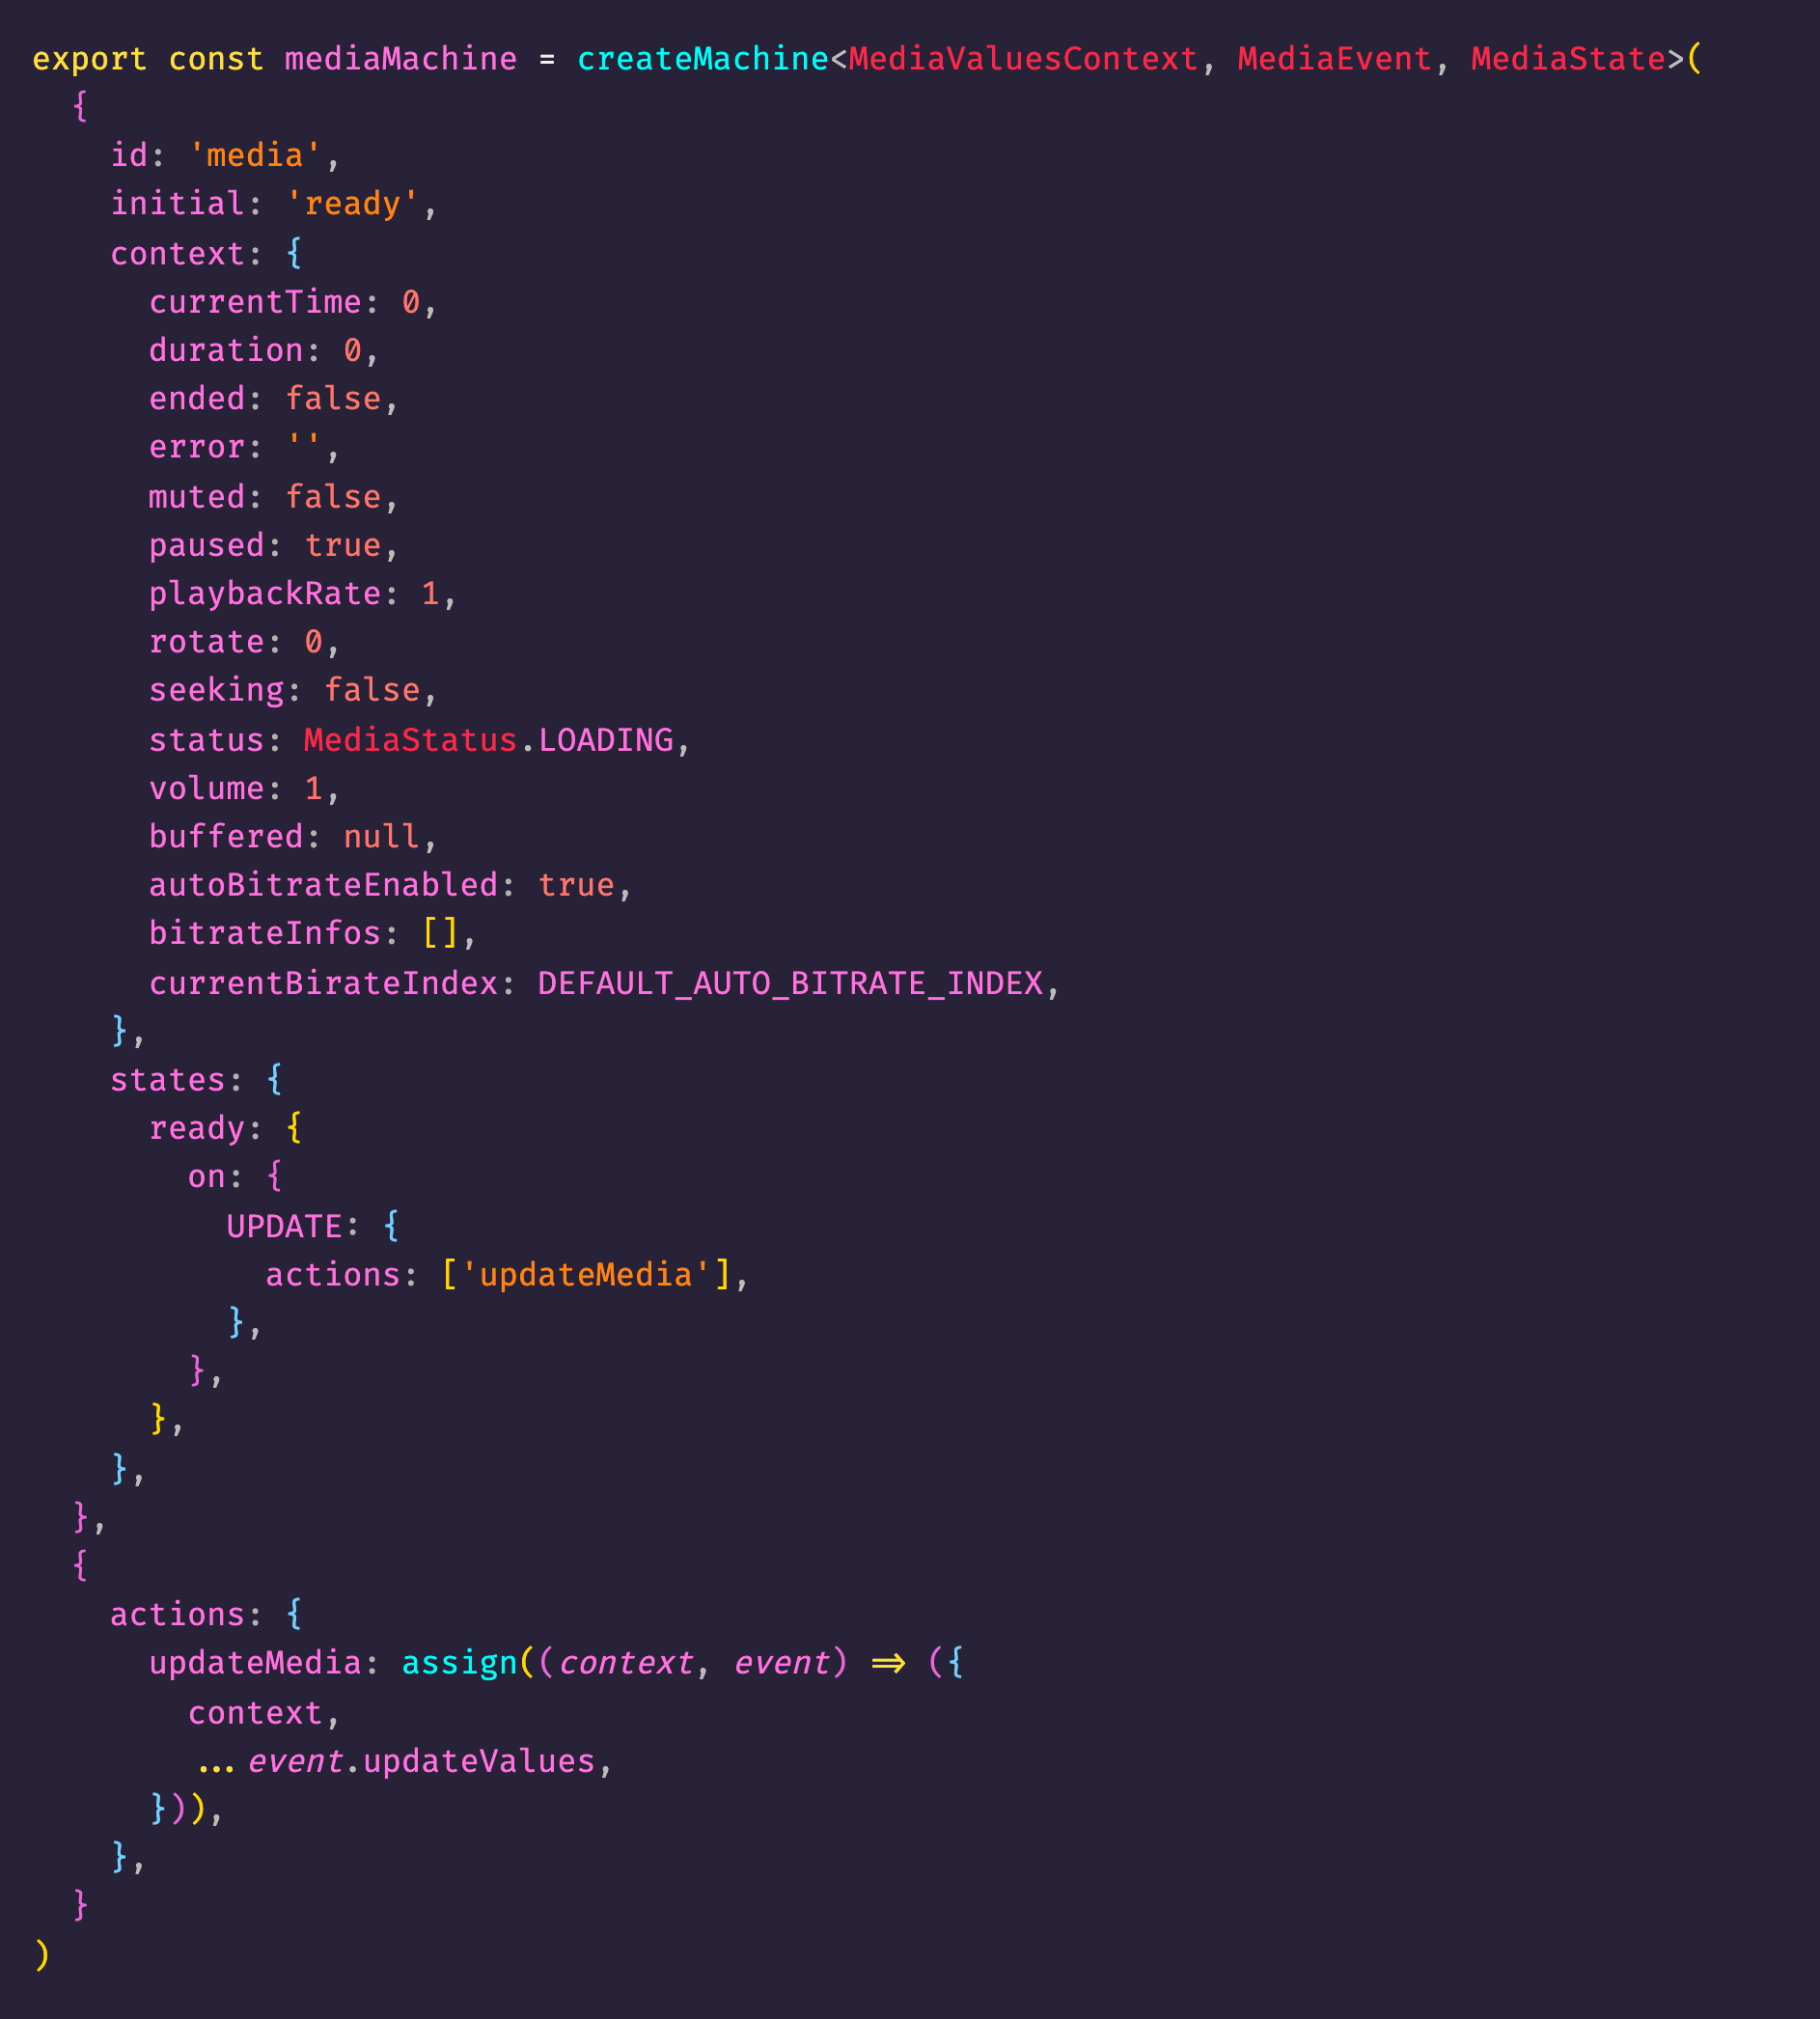 export const mediaMachine = createMachine<MediaValuesContext, MediaEvent, MediaState>(
  {
    id: 'media',
    initial: 'ready',
    context: {
      currentTime: 0,
      duration: 0,
      ended: false,
      error: '',
      muted: false,
      paused: true,
      playbackRate: 1,
      rotate: 0,
      seeking: false,
      status: MediaStatus.LOADING,
      volume: 1,
      buffered: null,
      autoBitrateEnabled: true,
      bitrateInfos: [],
      currentBirateIndex: DEFAULT_AUTO_BITRATE_INDEX,
    },
    states: {
      ready: {
        on: {
          UPDATE: {
            actions: ['updateMedia'],
          },
        },
      },
    },
  },
  {
    actions: {
      updateMedia: assign((context, event) => ({
        context,
        ...event.updateValues,
      })),
    },
  }
)